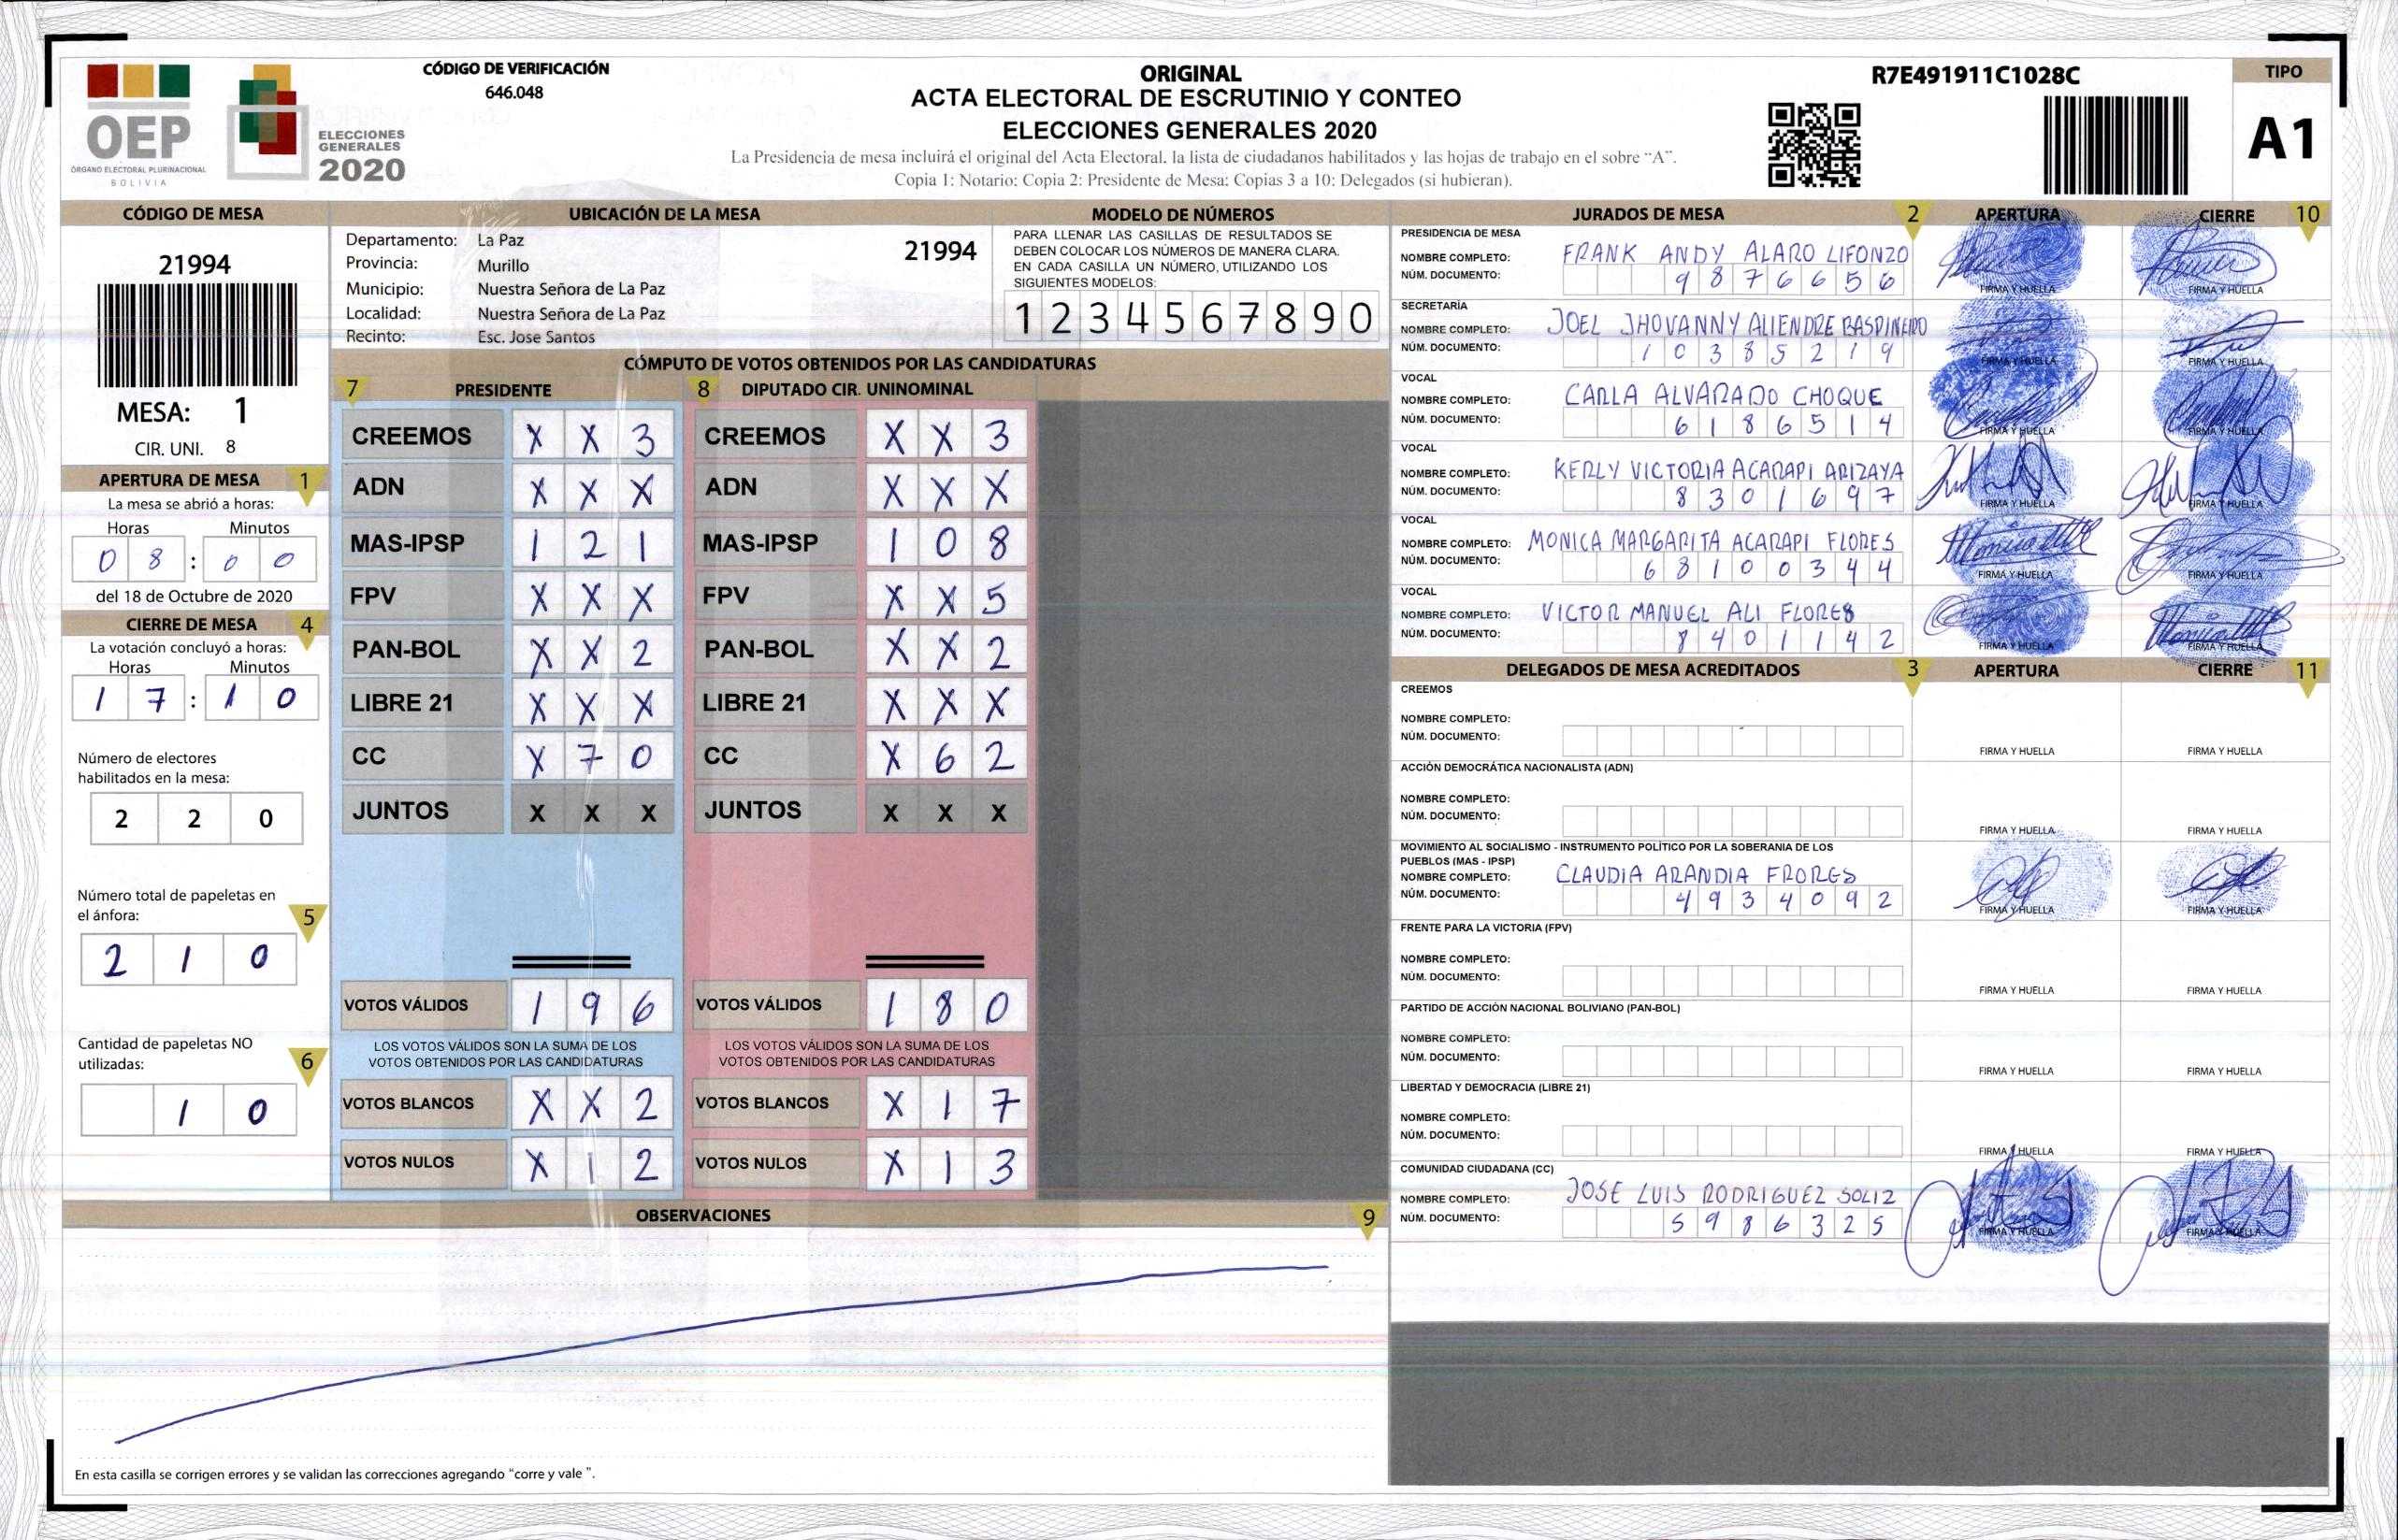 CÓDIGO DE VERIFICACIÓN
646.048
OEP
ÓRGANO ELECTORAL PLURINACIONAL
BOLIVIA
ELECCIONES
GENERALES
2020
ORIGINAL
ACTA ELECTORAL DE ESCRUTINIO Y CONTEO
ELECCIONES GENERALES 2020
La Presidencia de mesa incluirá el original del Acta Electoral, la lista de ciudadanos habilitados y las hojas de trabajo en el sobre “A”.
Copia 1: Notario; Copia 2: Presidente de Mesa; Copias 3 a 10: Delegados (si hubieran).
R7E491911C1028C
TIPO
A1
CÓDIGO DE MESA
21994
MESA: 1
CIR. UNI. 8
APERTURA DE MESA 1
La mesa se abrió a horas:
Horas Minutos
0 8 : 0 0
del 18 de Octubre de 2020
CIERRE DE MESA 4
La votación concluyó a horas:
Horas Minutos
1 7 : 1 0
Número de electores
habilitados en la mesa:
2 2 0
Número total de papeletas en
el ánfora: 5
2 1 0
Cantidad de papeletas NO
utilizadas: 6
1 0
UBICACIÓN DE LA MESA
Departamento: La Paz 21994
Provincia: Murillo
Municipio: Nuestra Señora de La Paz
Localidad: Nuestra Señora de La Paz
Recinto: Esc. Jose Santos
MODELO DE NÚMEROS
PARA LLENAR LAS CASILLAS DE RESULTADOS SE
DEBEN COLOCAR LOS NÚMEROS DE MANERA CLARA.
EN CADA CASILLA UN NÚMERO, UTILIZANDO LOS
SIGUIENTES MODELOS:
1 2 3 4 5 6 7 8 9 0
CÓMPUTO DE VOTOS OBTENIDOS POR LAS CANDIDATURAS
7 PRESIDENTE 8 DIPUTADO CIR. UNINOMINAL
CREEMOS X X 3 CREEMOS X X 3
ADN X X X ADN X X X
MAS-IPSP 1 2 1 MAS-IPSP 1 0 8
FPV X X X FPV X X 5
PAN-BOL X X 2 PAN-BOL X X 2
LIBRE 21 X X X LIBRE 21 X X X
CC X 7 0 CC X 6 2
JUNTOS X X X JUNTOS X X X
VOTOS VÁLIDOS 1 9 6 VOTOS VÁLIDOS 1 8 0
LOS VOTOS VÁLIDOS SON LA SUMA DE LOS LOS VOTOS VÁLIDOS SON LA SUMA DE LOS
VOTOS OBTENIDOS POR LAS CANDIDATURAS VOTOS OBTENIDOS POR LAS CANDIDATURAS
VOTOS BLANCOS X X 2 VOTOS BLANCOS X 1 7
VOTOS NULOS X 1 2 VOTOS NULOS X 1 3
OBSERVACIONES 9
En esta casilla se corrigen errores y se validan las correcciones agregando “corre y vale ”.
JURADOS DE MESA 2 APERTURA CIERRE 10
PRESIDENCIA DE MESA
NOMBRE COMPLETO: FRANK ANDY ALARO LIFONZO
NÚM. DOCUMENTO: 9 8 7 6 6 5 6 FIRMA Y HUELLA FIRMA Y HUELLA
SECRETARÍA
NOMBRE COMPLETO: JOEL JHOVANNY ALIENDRE BASPINEIRO
NÚM. DOCUMENTO: 1 0 3 8 5 2 1 9 FIRMA Y HUELLA FIRMA Y HUELLA
VOCAL
NOMBRE COMPLETO: CARLA ALVARADO CHOQUE
NÚM. DOCUMENTO: 6 1 8 6 5 1 4 FIRMA Y HUELLA FIRMA Y HUELLA
VOCAL
NOMBRE COMPLETO: KERLY VICTORIA ACARAPI ARIZAYA
NÚM. DOCUMENTO: 8 3 0 1 6 9 7 FIRMA Y HUELLA FIRMA Y HUELLA
VOCAL
NOMBRE COMPLETO: MONICA MARGARITA ACARAPI FLORES
NÚM. DOCUMENTO: 6 8 1 0 0 3 4 4 FIRMA Y HUELLA FIRMA Y HUELLA
VOCAL
NOMBRE COMPLETO: VICTOR MANUEL ALI FLORES
NÚM. DOCUMENTO: 8 4 0 1 1 4 2 FIRMA Y HUELLA FIRMA Y HUELLA
DELEGADOS DE MESA ACREDITADOS 3 APERTURA CIERRE 11
CREEMOS
NOMBRE COMPLETO:
NÚM. DOCUMENTO: FIRMA Y HUELLA FIRMA Y HUELLA
ACCIÓN DEMOCRÁTICA NACIONALISTA (ADN)
NOMBRE COMPLETO:
NÚM. DOCUMENTO: FIRMA Y HUELLA FIRMA Y HUELLA
MOVIMIENTO AL SOCIALISMO - INSTRUMENTO POLÍTICO POR LA SOBERANIA DE LOS
PUEBLOS (MAS - IPSP)
NOMBRE COMPLETO: CLAUDIA ARANDIA FRORES
NÚM. DOCUMENTO: 4 9 3 4 0 9 2 FIRMA Y HUELLA FIRMA Y HUELLA
FRENTE PARA LA VICTORIA (FPV)
NOMBRE COMPLETO:
NÚM. DOCUMENTO: FIRMA Y HUELLA FIRMA Y HUELLA
PARTIDO DE ACCIÓN NACIONAL BOLIVIANO (PAN-BOL)
NOMBRE COMPLETO:
NÚM. DOCUMENTO: FIRMA Y HUELLA FIRMA Y HUELLA
LIBERTAD Y DEMOCRACIA (LIBRE 21)
NOMBRE COMPLETO:
NÚM. DOCUMENTO: FIRMA Y HUELLA FIRMA Y HUELLA
COMUNIDAD CIUDADANA (CC)
NOMBRE COMPLETO: JOSE LUIS RODRIGUEZ SOLIZ
NÚM. DOCUMENTO: 5 9 8 6 3 2 5 FIRMA Y HUELLA FIRMA Y HUELLA